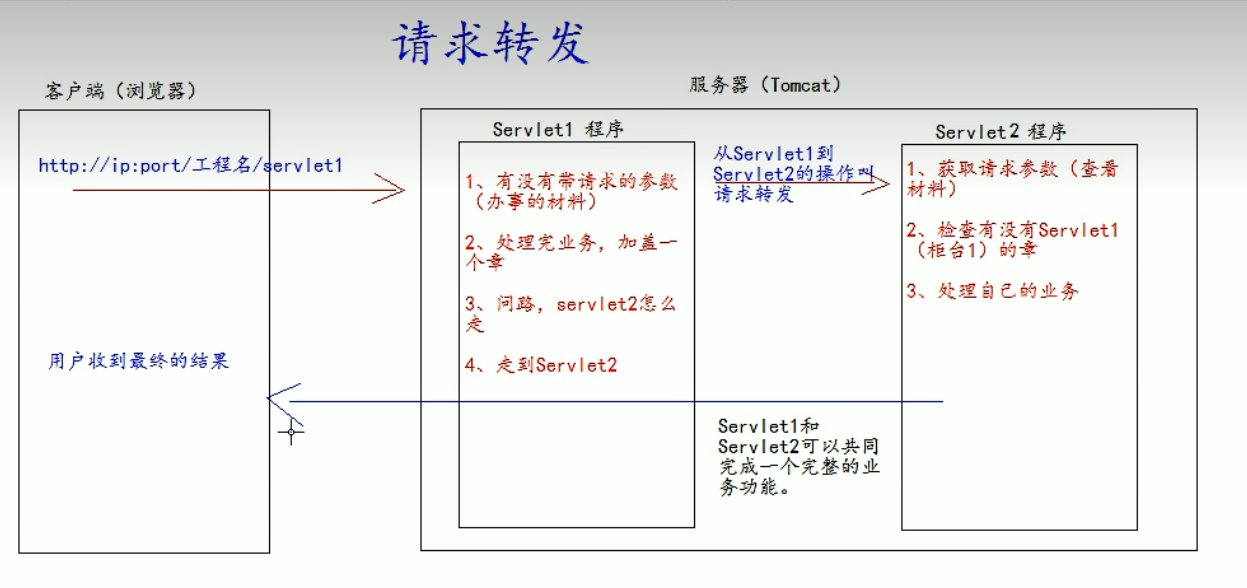 请求转发
客户端（浏览器）
服务器（Tomcat）
http://ip:port/工程名/servlet1
用户收到最终的结果
Servlet1 程序
1、有没有带请求的参数
（办事的材料）
2、处理完业务，加盖一
个章
3、问路，servlet2怎么
走
4、走到Servlet2
从Servlet1到
Servlet2的操作叫
请求转发
Servlet2 程序
1、获取请求参数（查看
材料）
2、检查有没有Servlet1
（柜台1）的章
3、处理自己的业务
Servlet1和
Servlet2可以共同
完成一个完整的业
务功能。